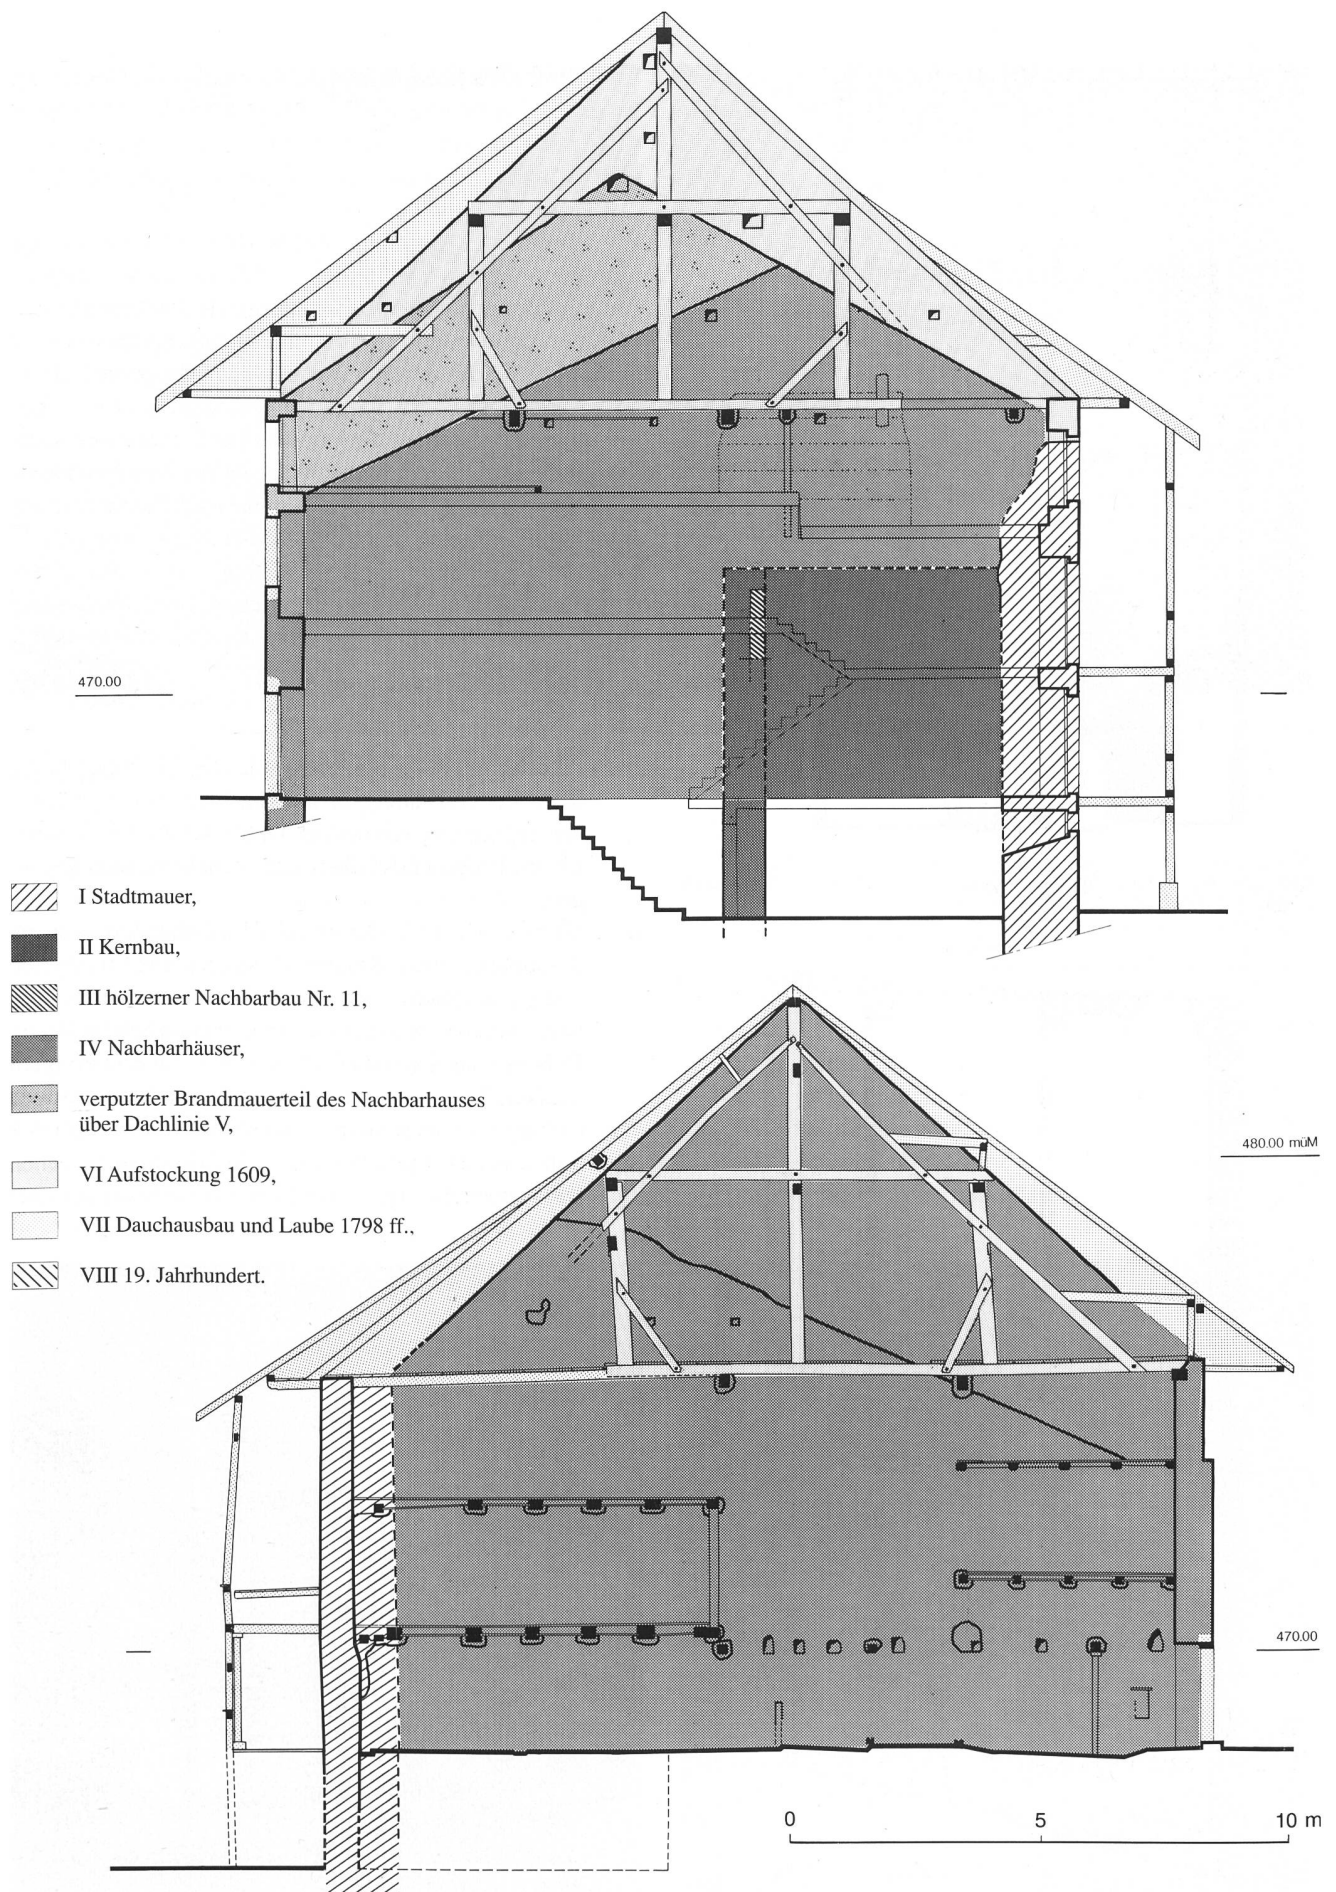 470.00
I Stadtmauer,
II Kernbau,
III hölzerner Nachbarbau Nr. 11,
IV Nachbarhäuser,
verputzter Brandmauerteil des Nachbarhauses
über Dachlinie V,
VI Aufstockung 1609,
VII Dauchausbau und Laube 1798 ff.,
VIII 19. Jahrhundert.
480.00 müM
470.00
0 5 10 m